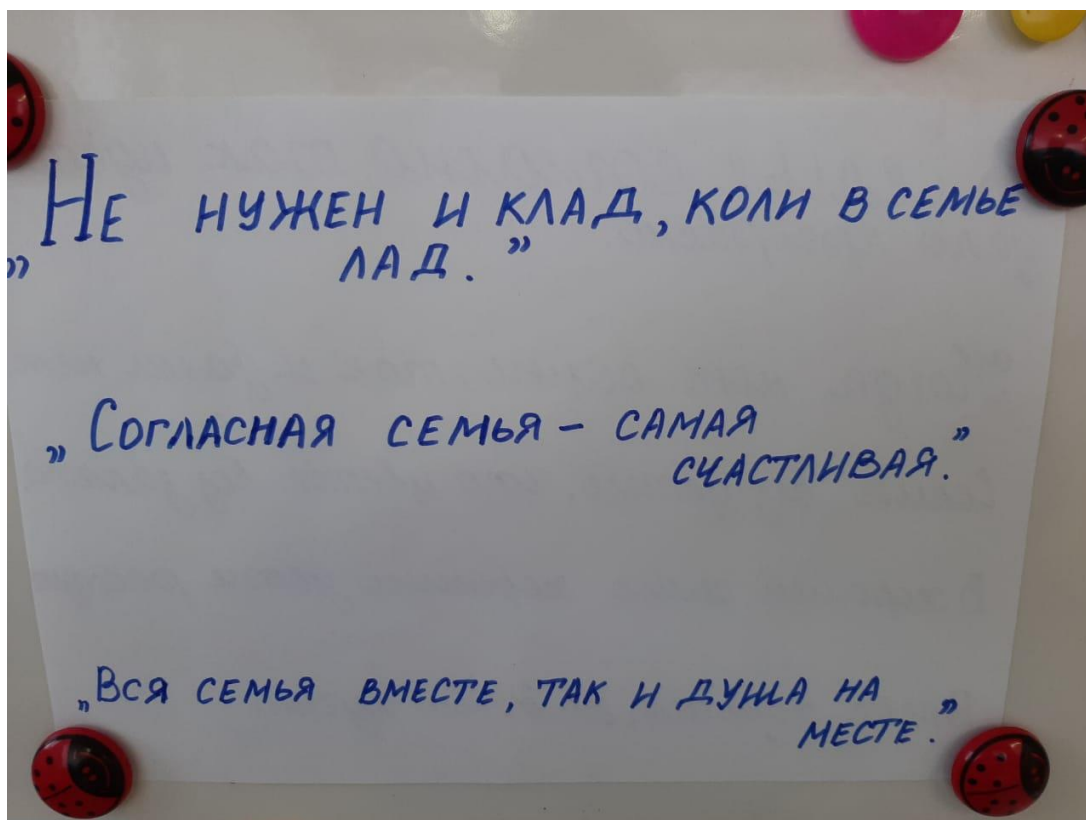 „Не нужен и клад, коли в семье
лад.”
„Согласная семья – самая
счастливая.”
„Вся семья вместе, так и душа на
месте.”